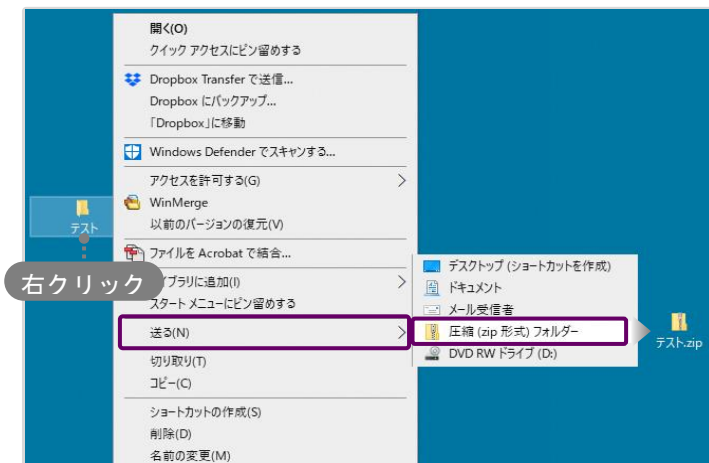 開く(O)
クイック アクセスにピン留めする
Dropbox Transfer で送信...
Dropbox にバックアップ...
「Dropbox」に移動
Windows Defender でスキャンする...
アクセスを許可する(G)
WinMerge
以前のバージョンの復元(V)
テスト
ファイルを Acrobat で結合...
右クリック
イブラリに追加(I)
スタート メニューにピン留めする
送る(N)
切り取り(T)
コピー(C)
ショートカットの作成(S)
削除(D)
名前の変更(M)
デスクトップ (ショートカットを作成)
ドキュメント
メール受信者
圧縮 (zip 形式) フォルダー
DVD RW ドライブ (D:)
テスト.zip